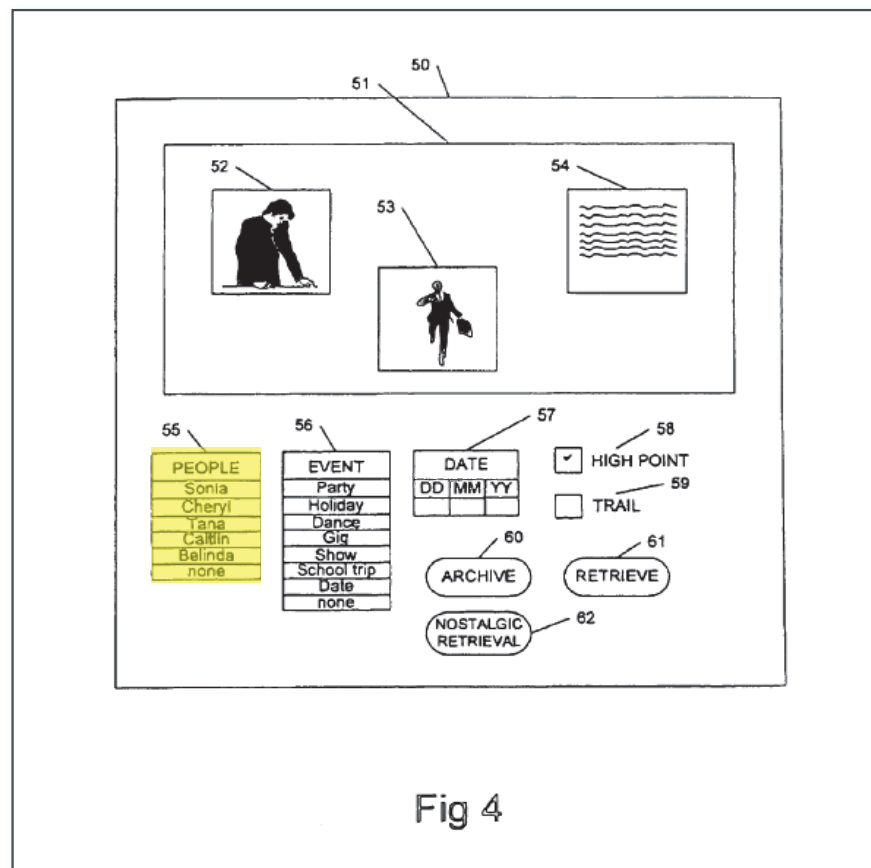 50
51
52
54
53
55
56
57
58
PEOPLE
Sonia
Cheryl
Tana
Caitlin
Belinda
none
EVENT
Party
Holiday
Dance
Gig
Show
School trip
Date
none
DATE
DD MM YY
HIGH POINT
59
TRAIL
60
61
ARCHIVE
RETRIEVE
62
NOSTALGIC
RETRIEVAL
Fig 4